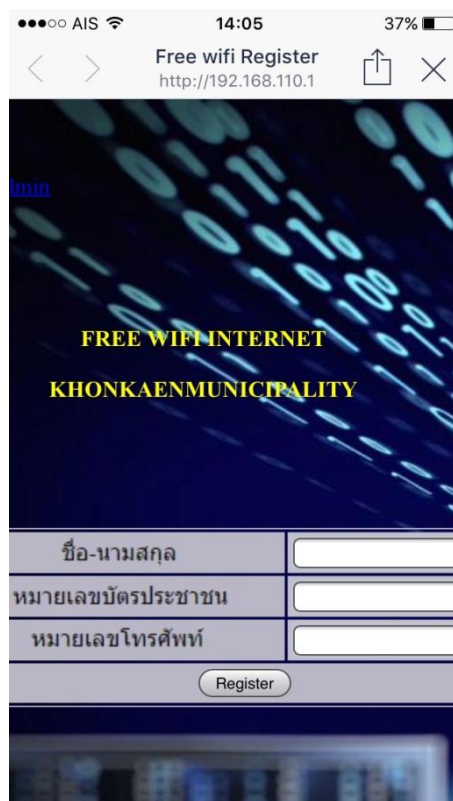 AIS 14:05 37%
Free wifi Register
http://192.168.110.1
dmin
FREE WIFI INTERNET
KHONKAENMUNICIPALITY
ชื่อ-นามสกุล
หมายเลขบัตรประชาชน
หมายเลขโทรศัพท์
Register